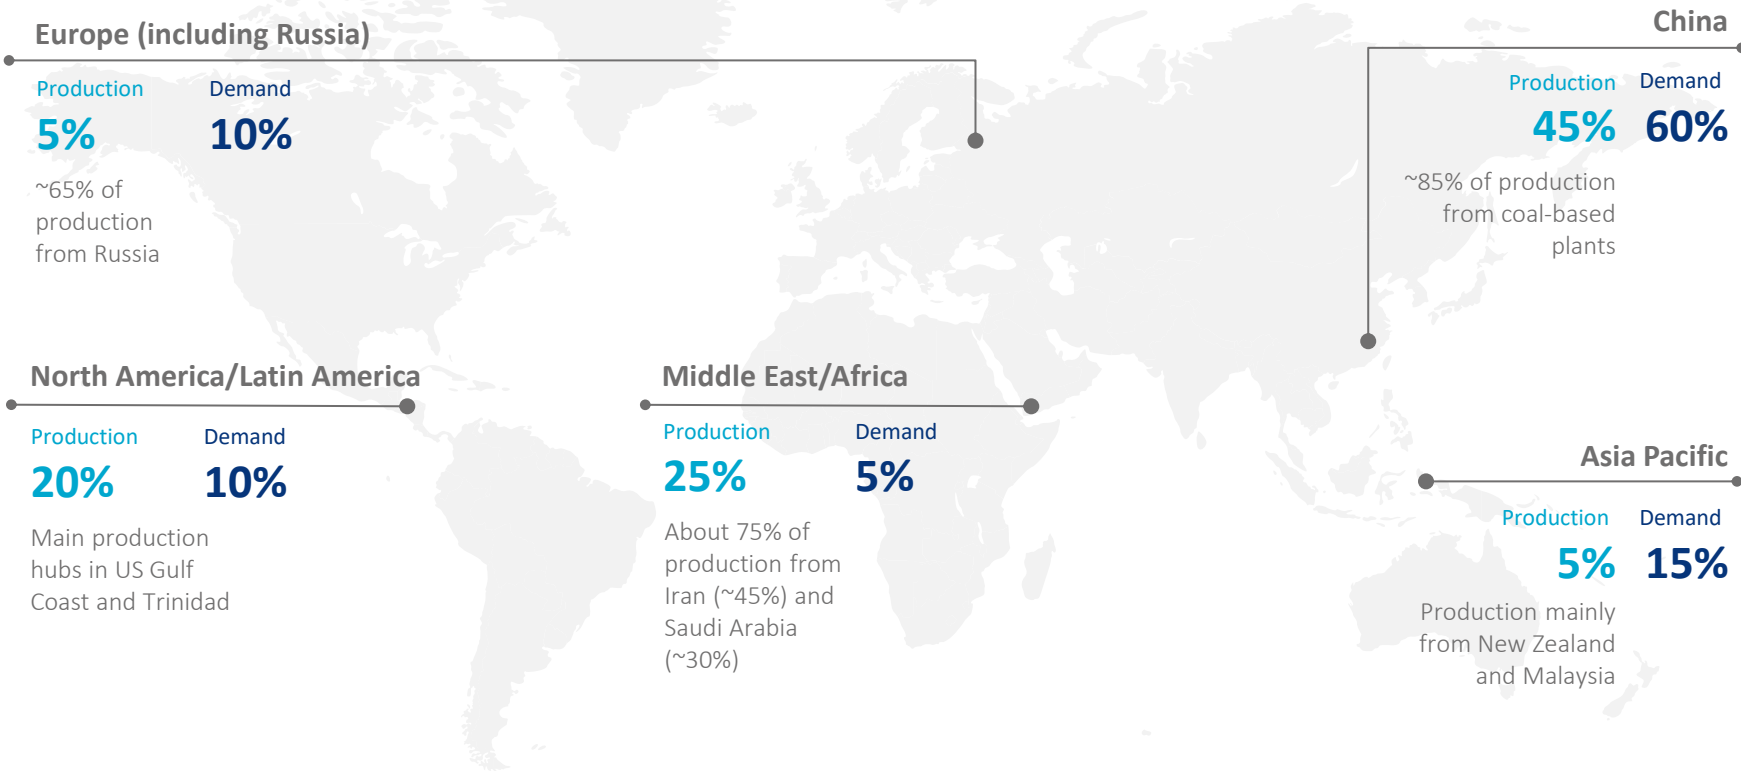 Europe (including Russia)
Production Demand
5% 10%
~65% of
production
from Russia
China
Production Demand
45% 60%
~85% of production
from coal-based
plants
North America/Latin America
Production Demand
20% 10%
Main production
hubs in US Gulf
Coast and Trinidad
Middle East/Africa
Production Demand
25% 5%
About 75% of
production from
Iran (~45%) and
Saudi Arabia
(~30%)
Asia Pacific
Production Demand
5% 15%
Production mainly
from New Zealand
and Malaysia